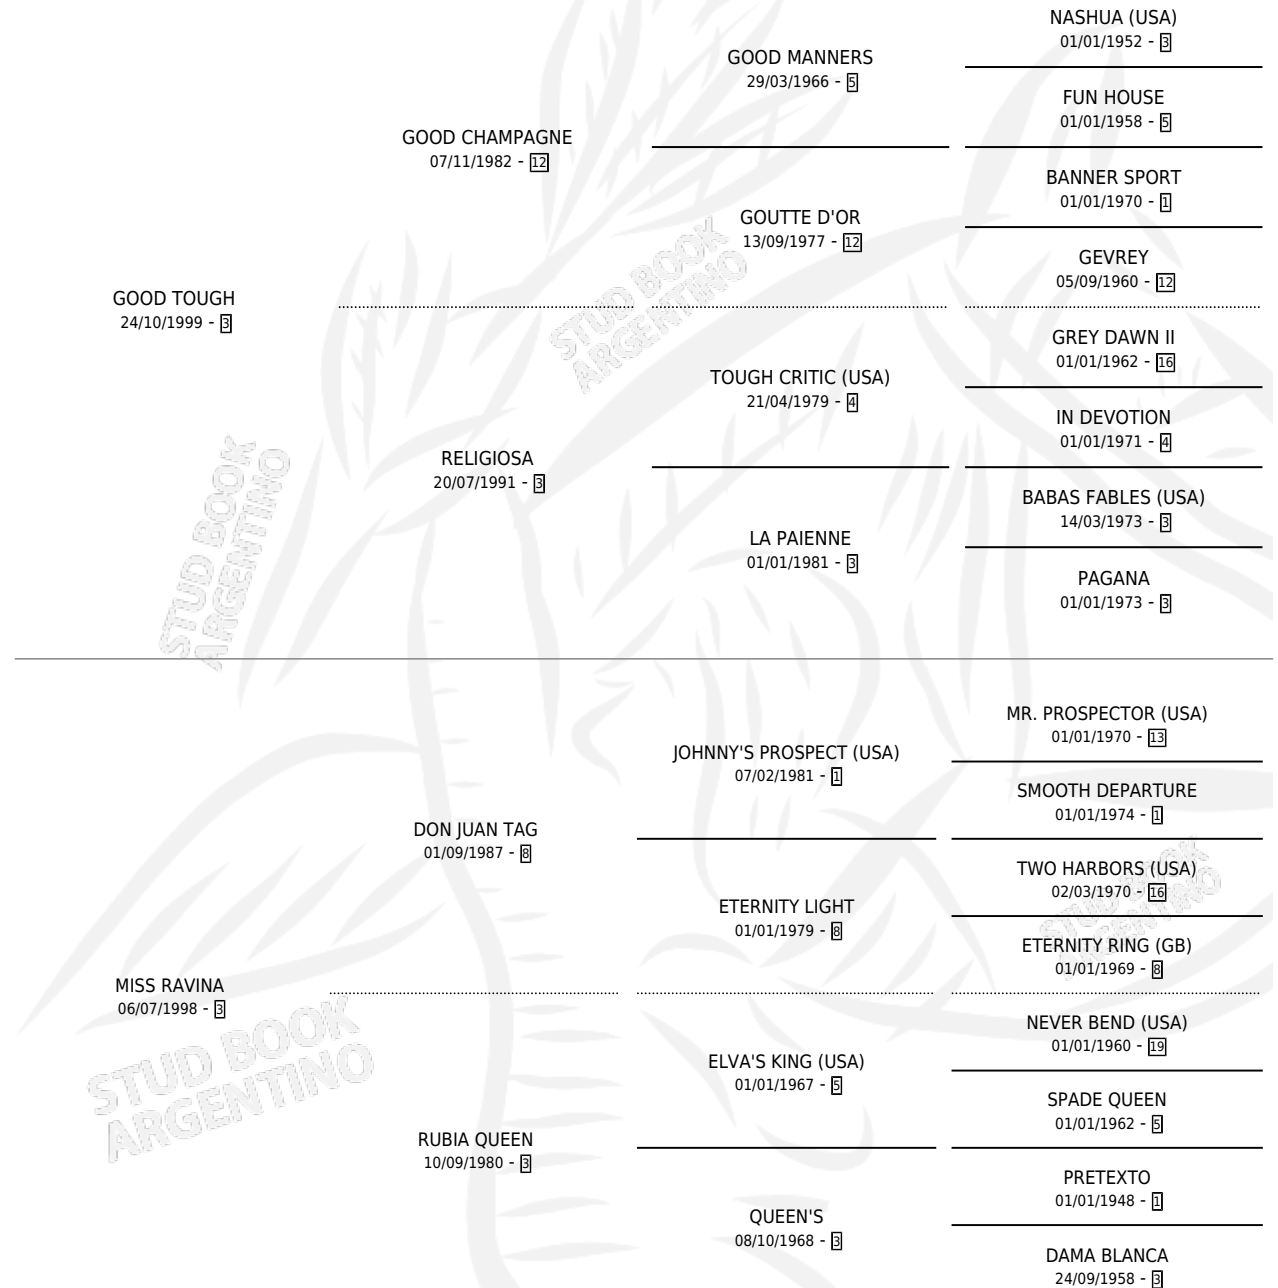 NASHUA (USA)
01/01/1952 - 3
GOOD MANNERS
29/03/1966 - 5
FUN HOUSE
01/01/1958 - 5
GOOD CHAMPAGNE
07/11/1982 - 12
BANNER SPORT
01/01/1970 - 1
GOUTTE D'OR
13/09/1977 - 12
GEVREY
05/09/1960 - 12
GOOD TOUGH
24/10/1999 - 3
GREY DAWN II
01/01/1962 - 16
TOUGH CRITIC (USA)
21/04/1979 - 4
IN DEVOTION
01/01/1971 - 4
RELIGIOSA
20/07/1991 - 3
BABAS FABLES (USA)
14/03/1973 - 3
LA PAIENNE
01/01/1981 - 3
PAGANA
01/01/1973 - 3
MR. PROSPECTOR (USA)
01/01/1970 - 13
JOHNNY'S PROSPECT (USA)
07/02/1981 - 1
SMOOTH DEPARTURE
01/01/1974 - 1
DON JUAN TAG
01/09/1987 - 8
TWO HARBORS (USA)
02/03/1970 - 16
ETERNITY LIGHT
01/01/1979 - 8
ETERNITY RING (GB)
01/01/1969 - 8
MISS RAVINA
06/07/1998 - 3
NEVER BEND (USA)
01/01/1960 - 19
ELVA'S KING (USA)
01/01/1967 - 5
SPADE QUEEN
01/01/1962 - 5
RUBIA QUEEN
10/09/1980 - 3
PRETEXTO
01/01/1948 - 1
QUEEN'S
08/10/1968 - 3
DAMA BLANCA
24/09/1958 - 3
STUD BOOK
ARGENTINO
STUD BOOK
ARGENTINO
STUD BOOK
ARGENTINO
STUD BOOK
ARGENTINO